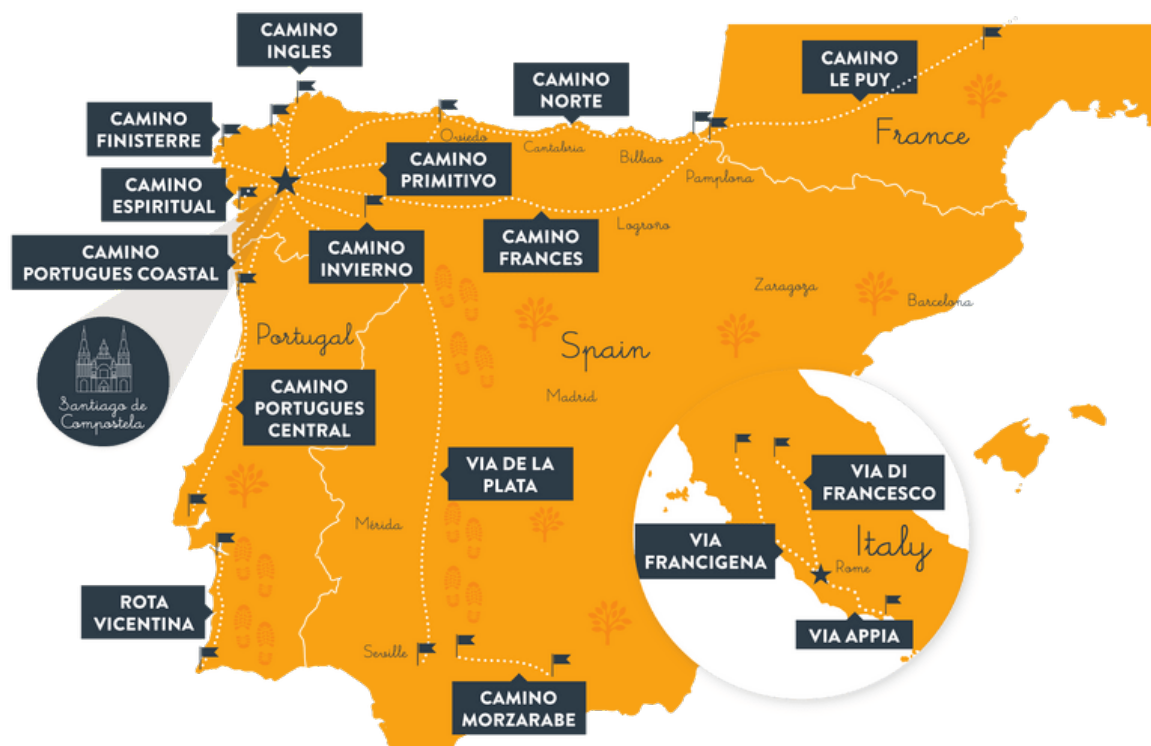 CAMINO
INGLES
CAMINO
LE PUY
CAMINO
NORTE
CAMINO
FINISTERRE
France
Oviedo
Cantabria
Bilbao
CAMINO
PRIMITIVO
Pamplona
CAMINO
ESPIRITUAL
Logroño
CAMINO
FRANCES
CAMINO
INVIERNO
CAMINO
PORTUGUES COASTAL
Zaragoza
Barcelona
Portugal
Spain
Santiago de
Compostela
Madrid
CAMINO
PORTUGUES
CENTRAL
VIA DE LA
PLATA
VIA DI
FRANCESCO
Mérida
VIA
FRANCIGENA
Italy
Rome
ROTA
VICENTINA
VIA APPIA
Seville
CAMINO
MORZARABE